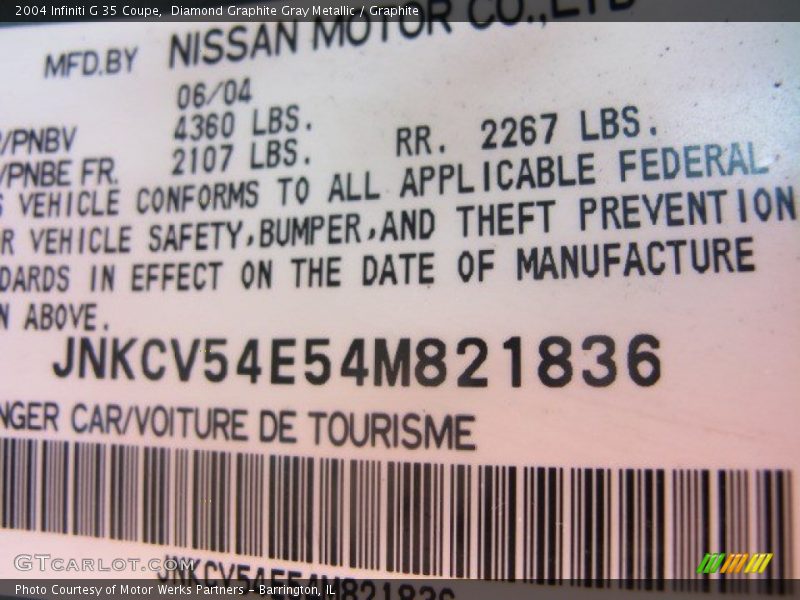 2004 Infiniti G 35 Coupe,  Diamond Graphite Gray Metallic / Graphite
MFD.BY NISSAN MOTOR CO.,LTD
06/04
/PNBV 4360 LBS.
/PNBE FR. 2107 LBS. RR. 2267 LBS.
VEHICLE CONFORMS TO ALL APPLICABLE FEDERAL
R VEHICLE SAFETY,BUMPER,AND THEFT PREVENTION
DARDS IN EFFECT ON THE DATE OF MANUFACTURE
N ABOVE.
JNKCV54E54M821836
NGER CAR/VOITURE DE TOURISME
GTCARLOT.COM
JNKCV54E54M821836
Photo Courtesy of Motor Werks Partners - Barrington, IL